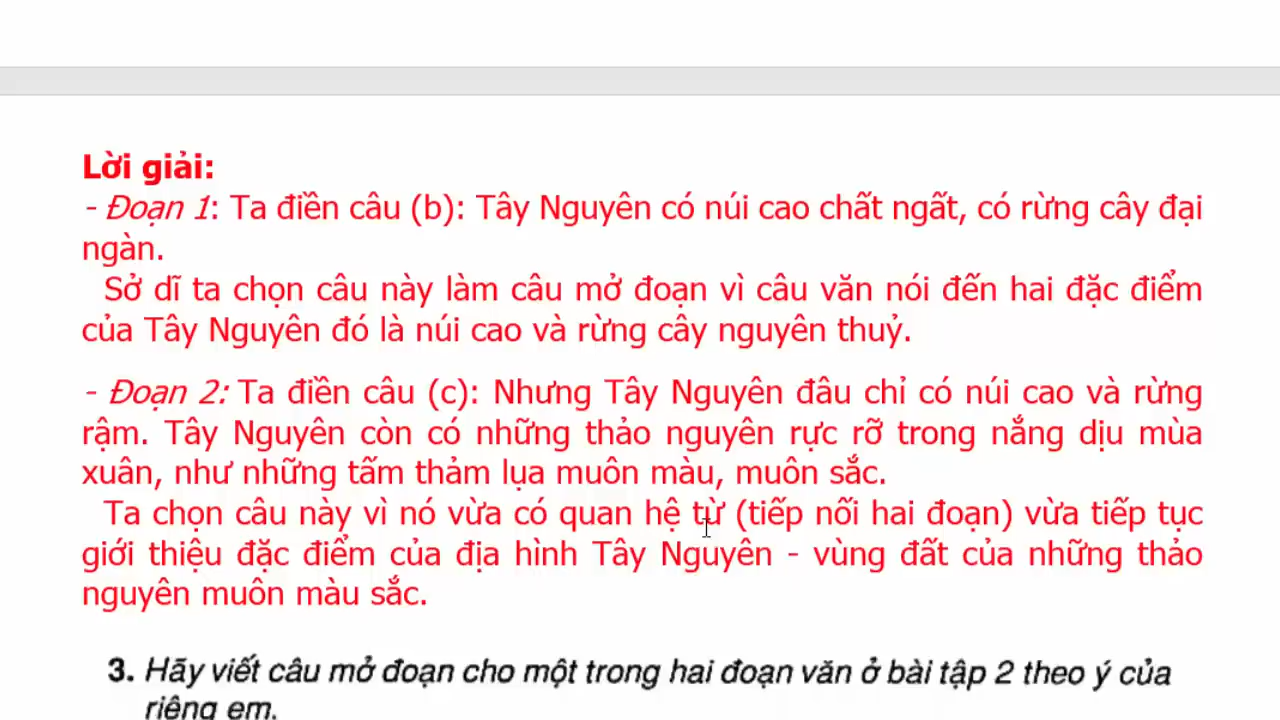 Lời giải:
- Đoạn 1: Ta điền câu (b): Tây Nguyên có núi cao chất ngất, có rừng cây đại
ngàn.
Sở dĩ ta chọn câu này làm câu mở đoạn vì câu văn nói đến hai đặc điểm
của Tây Nguyên đó là núi cao và rừng cây nguyên thuỷ.
- Đoạn 2: Ta điền câu (c): Nhưng Tây Nguyên đâu chỉ có núi cao và rừng
rậm. Tây Nguyên còn có những thảo nguyên rực rỡ trong nắng dịu mùa
xuân, như những tấm thảm lụa muôn màu, muôn sắc.
Ta chọn câu này vì nó vừa có quan hệ từ (tiếp nối hai đoạn) vừa tiếp tục
giới thiệu đặc điểm của địa hình Tây Nguyên - vùng đất của những thảo
nguyên muôn màu sắc.
3. Hãy viết câu mở đoạn cho một trong hai đoạn văn ở bài tập 2 theo ý của
riêng em.